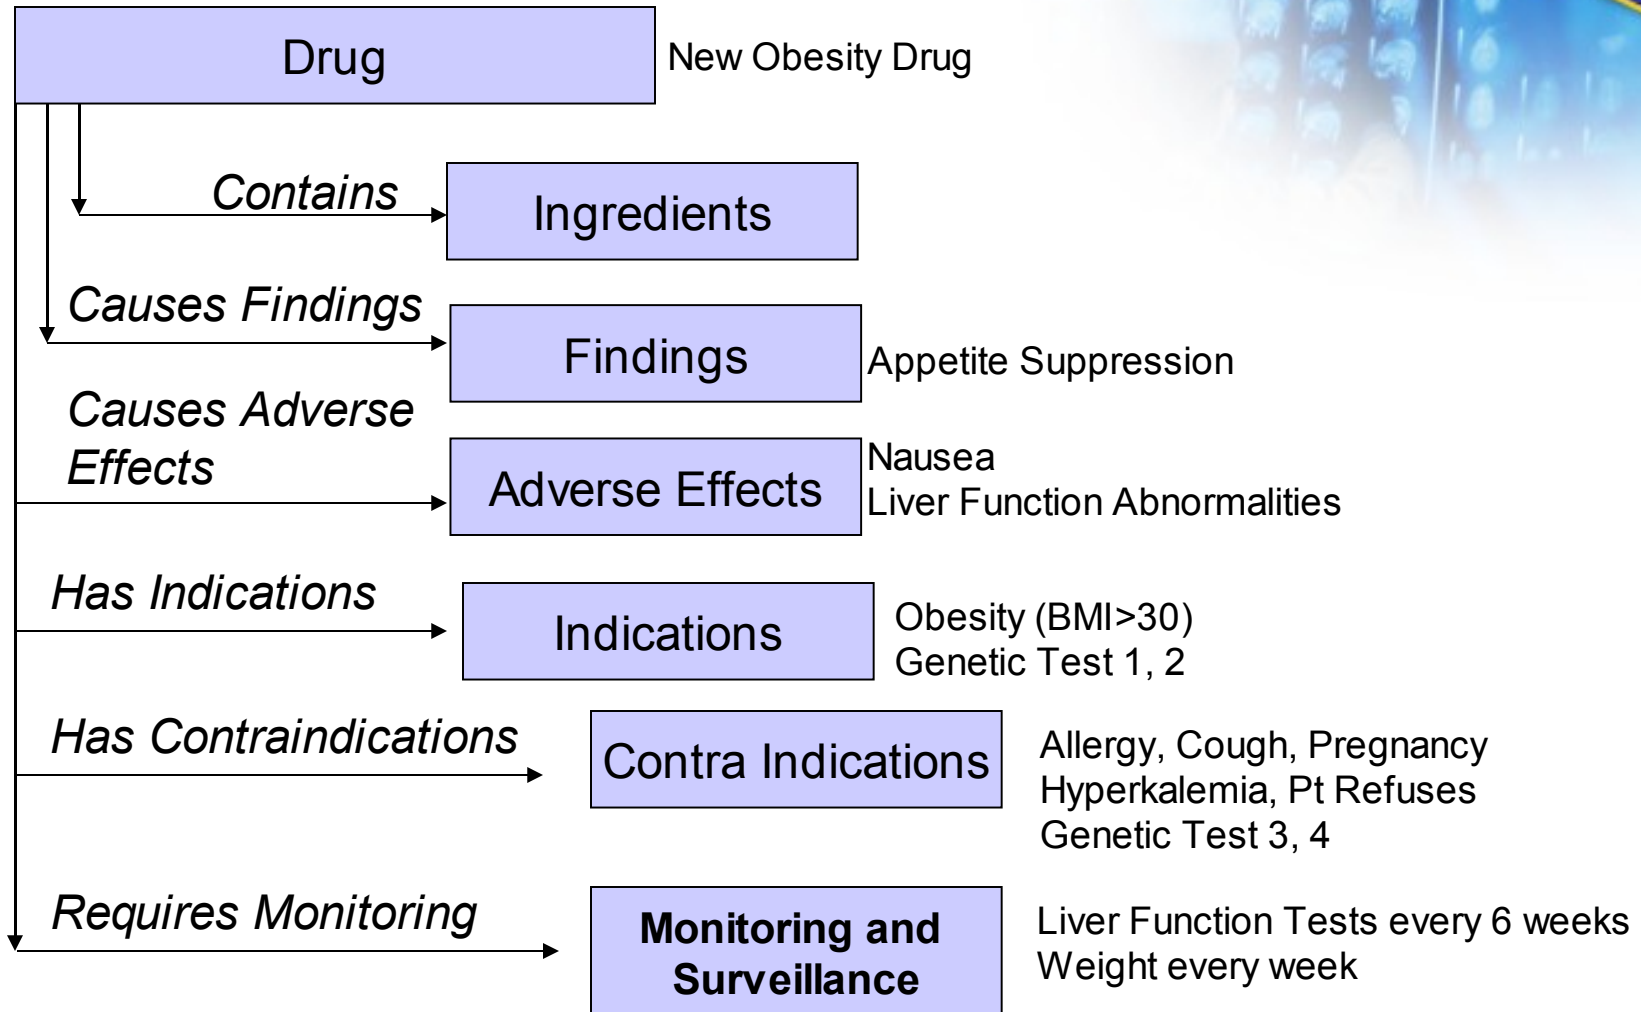 Drug
New Obesity Drug
Contains
Ingredients
Causes Findings
Findings
Appetite Suppression
Causes Adverse
Effects
Adverse Effects
Nausea
Liver Function Abnormalities
Has Indications
Indications
Obesity (BMI>30)
Genetic Test 1, 2
Has Contraindications
Contra Indications
Allergy, Cough, Pregnancy
Hyperkalemia, Pt Refuses
Genetic Test 3, 4
Requires Monitoring
Monitoring and
Surveillance
Liver Function Tests every 6 weeks
Weight every week